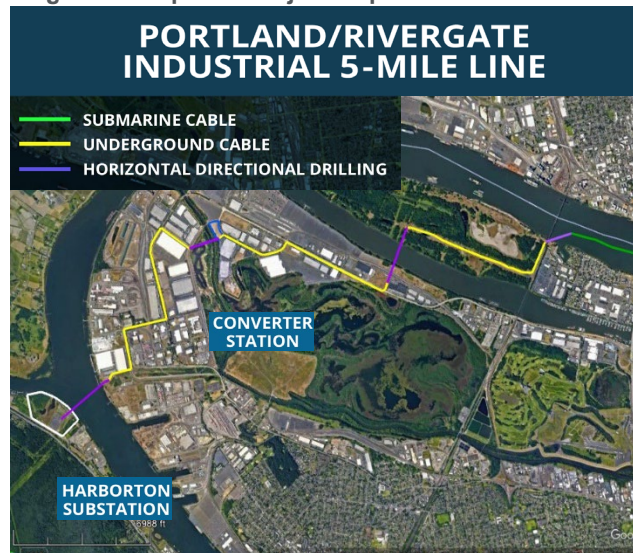 PORTLAND/RIVERGATE
INDUSTRIAL 5-MILE LINE
SUBMARINE CABLE
UNDERGROUND CABLE
HORIZONTAL DIRECTIONAL DRILLING
CONVERTER
STATION
HARBORTON
SUBSTATION